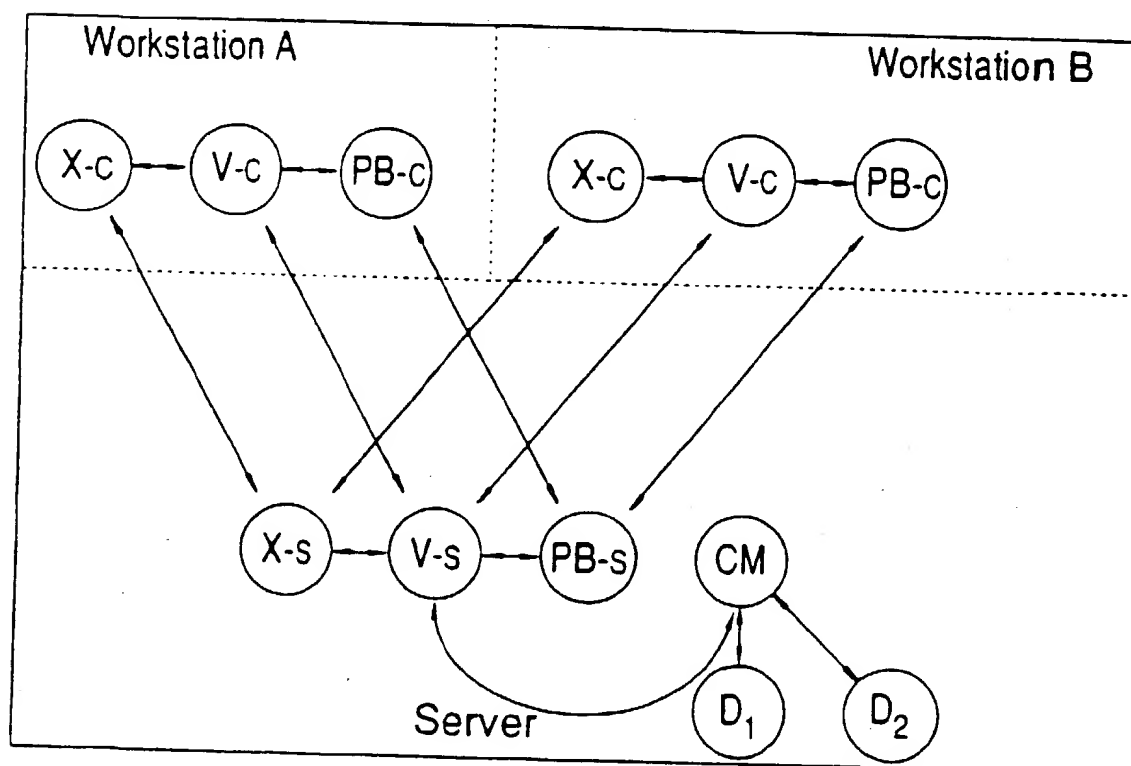 Workstation A
Workstation B
X-c
V-c
PB-c
X-c
V-c
PB-c
X-s
V-s
PB-s
CM
Server
D1
D2